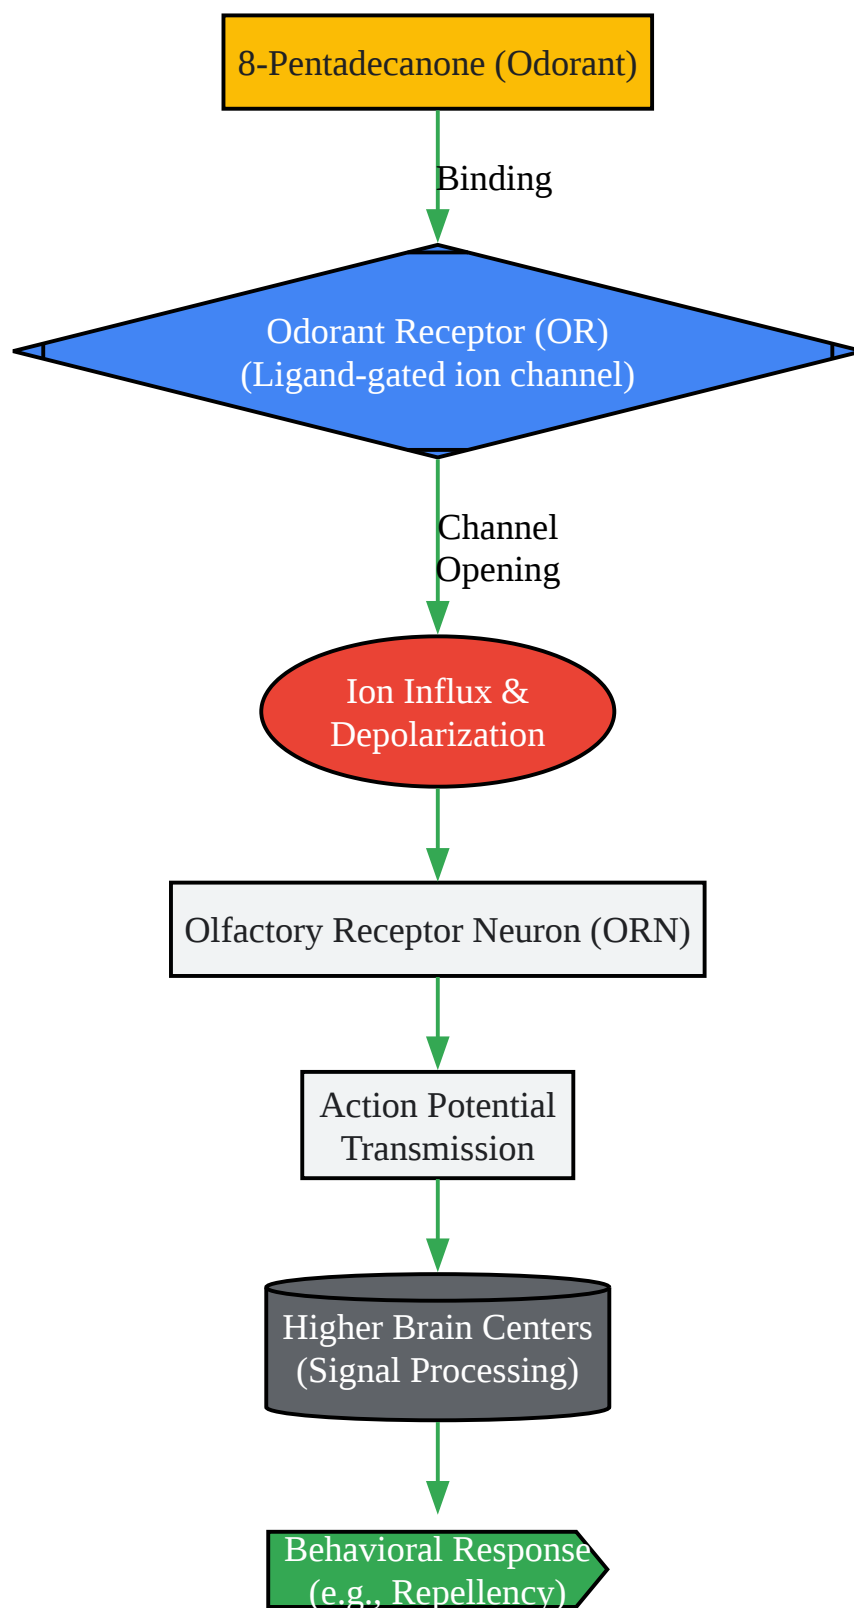 8-Pentadecanone (Odorant)
Binding
Odorant Receptor (OR)
(Ligand-gated ion channel)
Channel
Opening
Ion Influx &
Depolarization
Olfactory Receptor Neuron (ORN)
Action Potential
Transmission
Higher Brain Centers
(Signal Processing)
Behavioral Response
(e.g., Repellency)